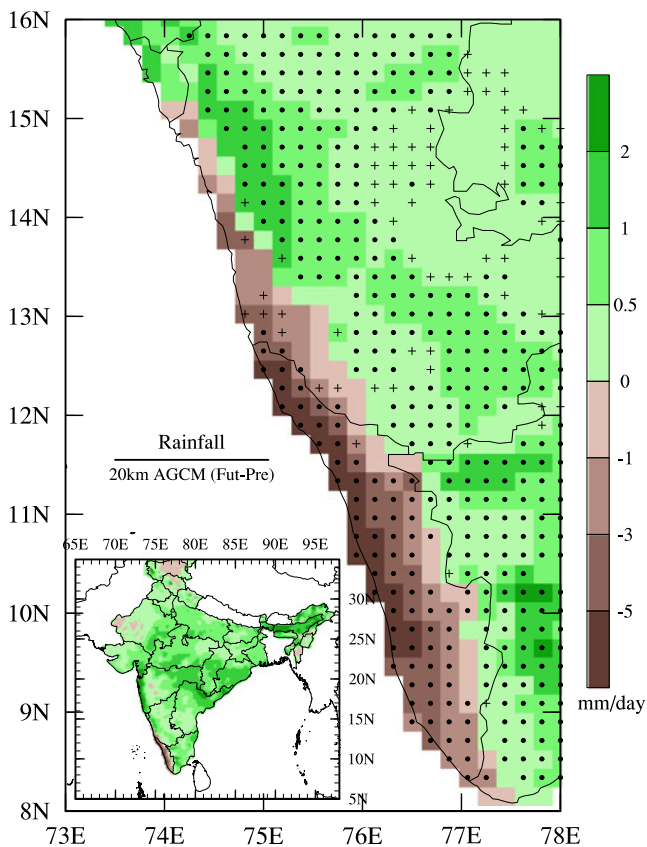 16N
15N
14N
13N
12N
11N
10N
9N
8N
73E 74E 75E 76E 77E 78E
Rainfall
20km AGCM (Fut-Pre)
65E 70E 75E 80E 85E 90E 95E
30N
25N
20N
15N
10N
5N
2
1
0.5
0
-1
-3
-5
mm/day